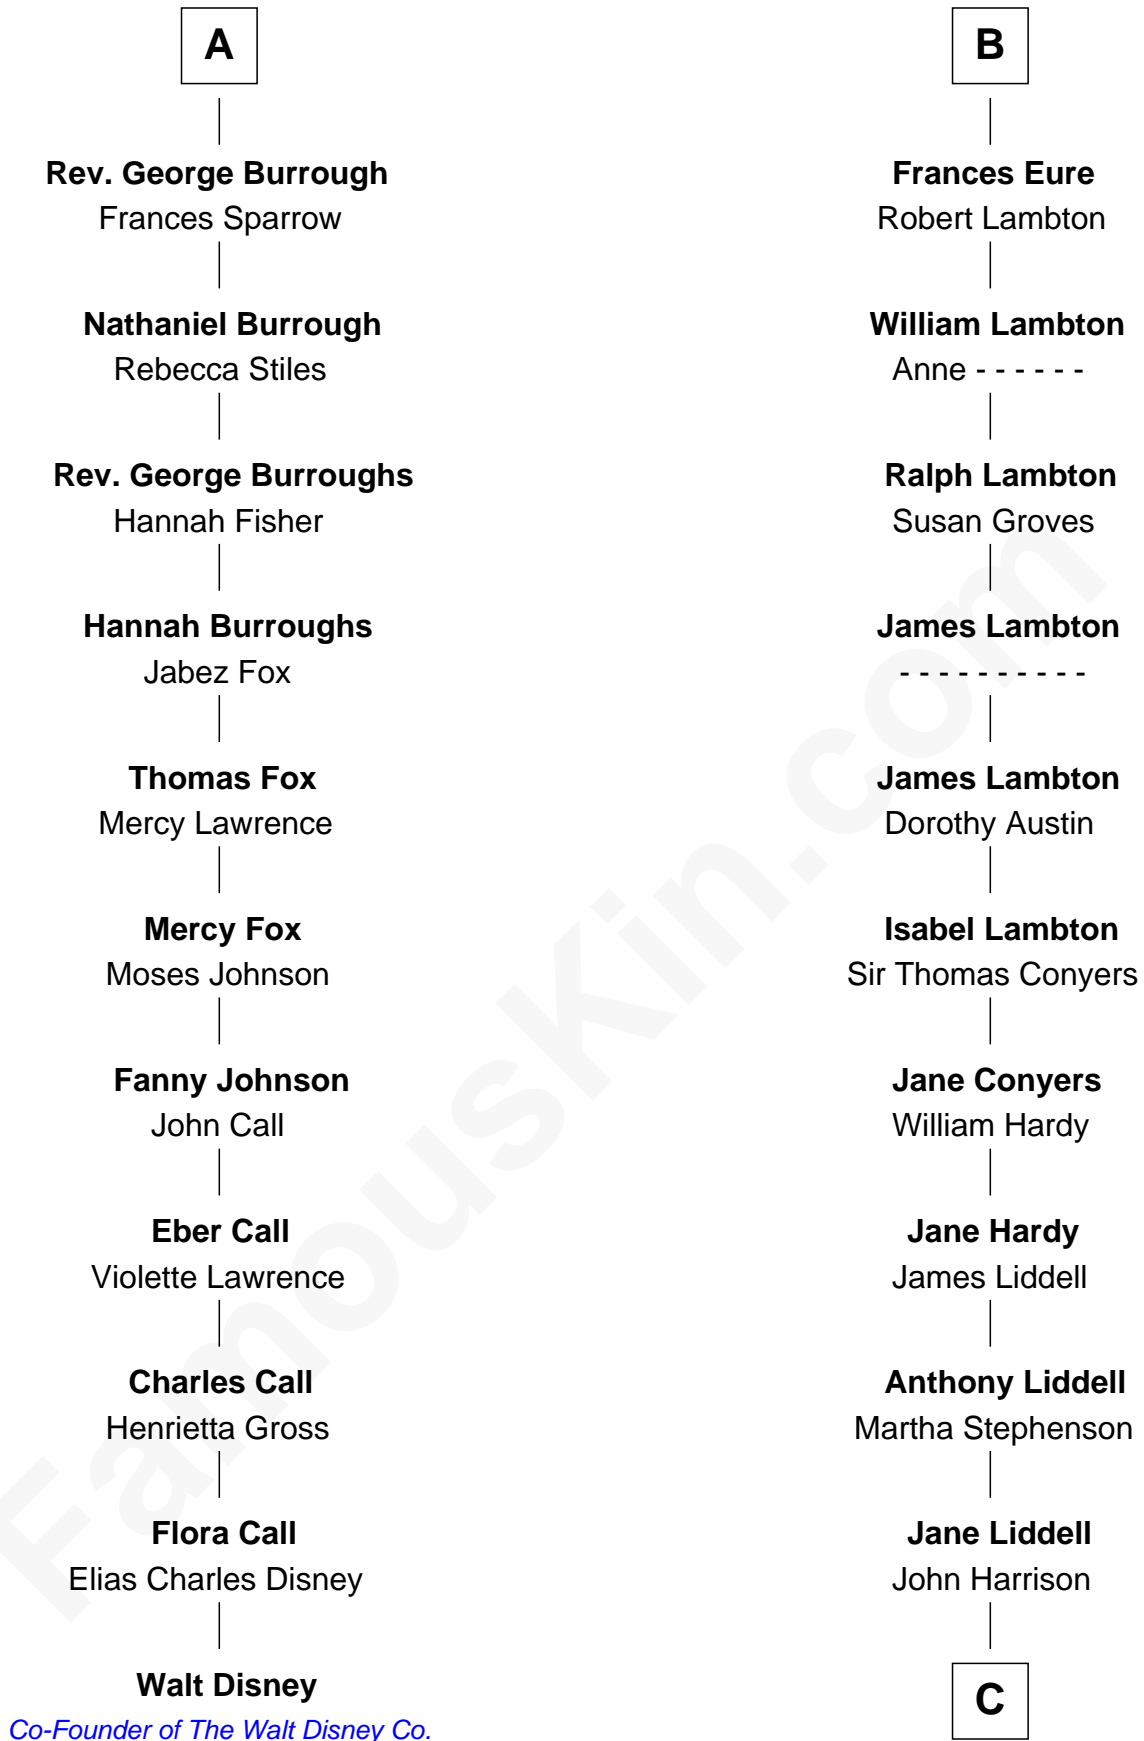 A
Rev. George Burrough
Frances Sparrow
Nathaniel Burrough
Rebecca Stiles
Rev. George Burroughs
Hannah Fisher
Hannah Burroughs
Jabez Fox
Thomas Fox
Mercy Lawrence
Mercy Fox
Moses Johnson
Fanny Johnson
John Call
Eber Call
Violette Lawrence
Charles Call
Henrietta Gross
Flora Call
Elias Charles Disney
Walt Disney
Co-Founder of The Walt Disney Co.
B
Frances Eure
Robert Lambton
William Lambton
Anne - - - - - -
Ralph Lambton
Susan Groves
James Lambton
- - - - - - - - - -
James Lambton
Dorothy Austin
Isabel Lambton
Sir Thomas Conyers
Jane Conyers
William Hardy
Jane Hardy
James Liddell
Anthony Liddell
Martha Stephenson
Jane Liddell
John Harrison
C
FamousKin.com